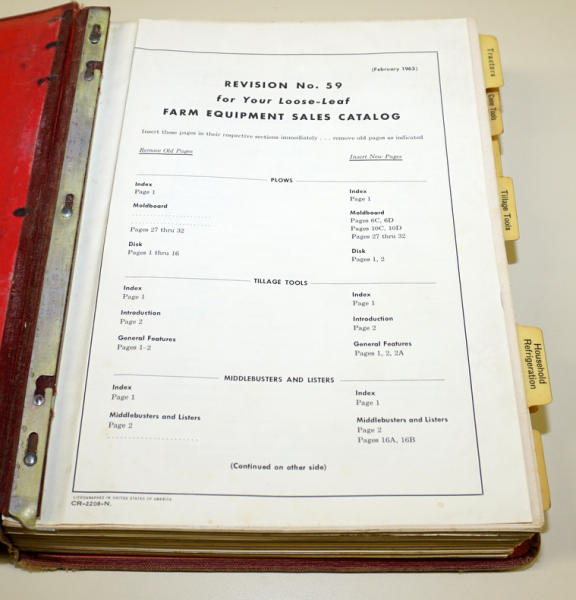 (February 1963)
REVISION No. 59
for Your Loose-Leaf
FARM EQUIPMENT SALES CATALOG
Insert these pages in their respective sections immediately . . . remove old pages as indicated
Remove Old Pages
Insert New Pages
PLOWS
Index
Page 1
Moldboard
Pages 27 thru 32
Disk
Pages 1 thru 16
Index
Page 1
Moldboard
Pages 6C, 6D
Pages 10C, 10D
Pages 27 thru 32
Disk
Pages 1, 2
TILLAGE TOOLS
Index
Page 1
Introduction
Page 2
General Features
Pages 1-2
Index
Page 1
Introduction
Page 2
General Features
Pages 1, 2, 2A
MIDDLEBUSTERS AND LISTERS
Index
Page 1
Middlebusters and Listers
Page 2
Index
Page 1
Middlebusters and Listers
Page 2
Pages 16A, 16B
(Continued on other side)
LITHOGRAPHED IN UNITED STATES OF AMERICA
CR-2208-N.
Tractors
Tools
Tillage Tools
Household
Refrigeration